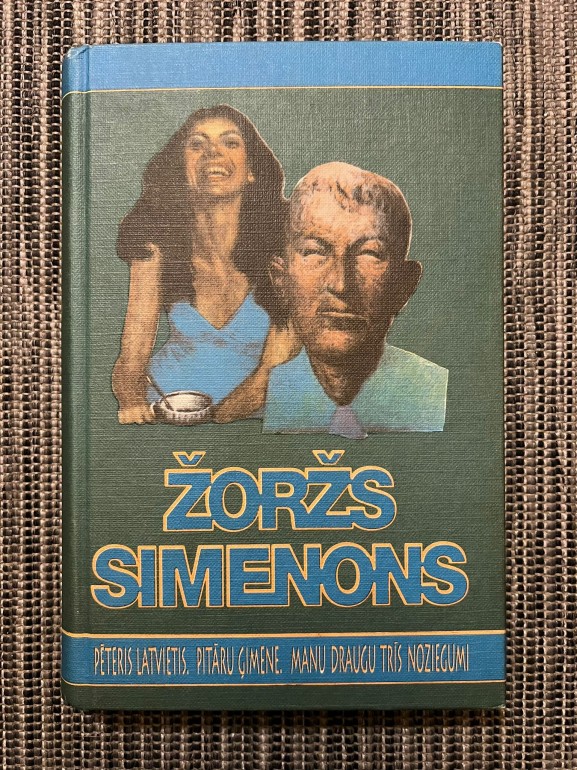 ŽORŽS
SIMENONS
PĒTERIS LATVIETIS. PITĀRU ĢIMENE. MANU DRAUGU TRĪS NOZIEGUMI